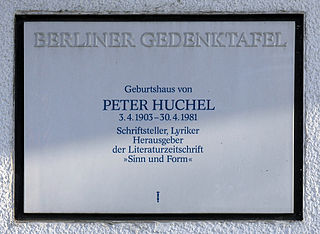 BERLINER GEDENKTAFEL
Geburtshaus von
PETER HUCHEL
3.4.1903–30.4.1981
Schriftsteller, Lyriker
Herausgeber
der Literaturzeitschrift
»Sinn und Form«